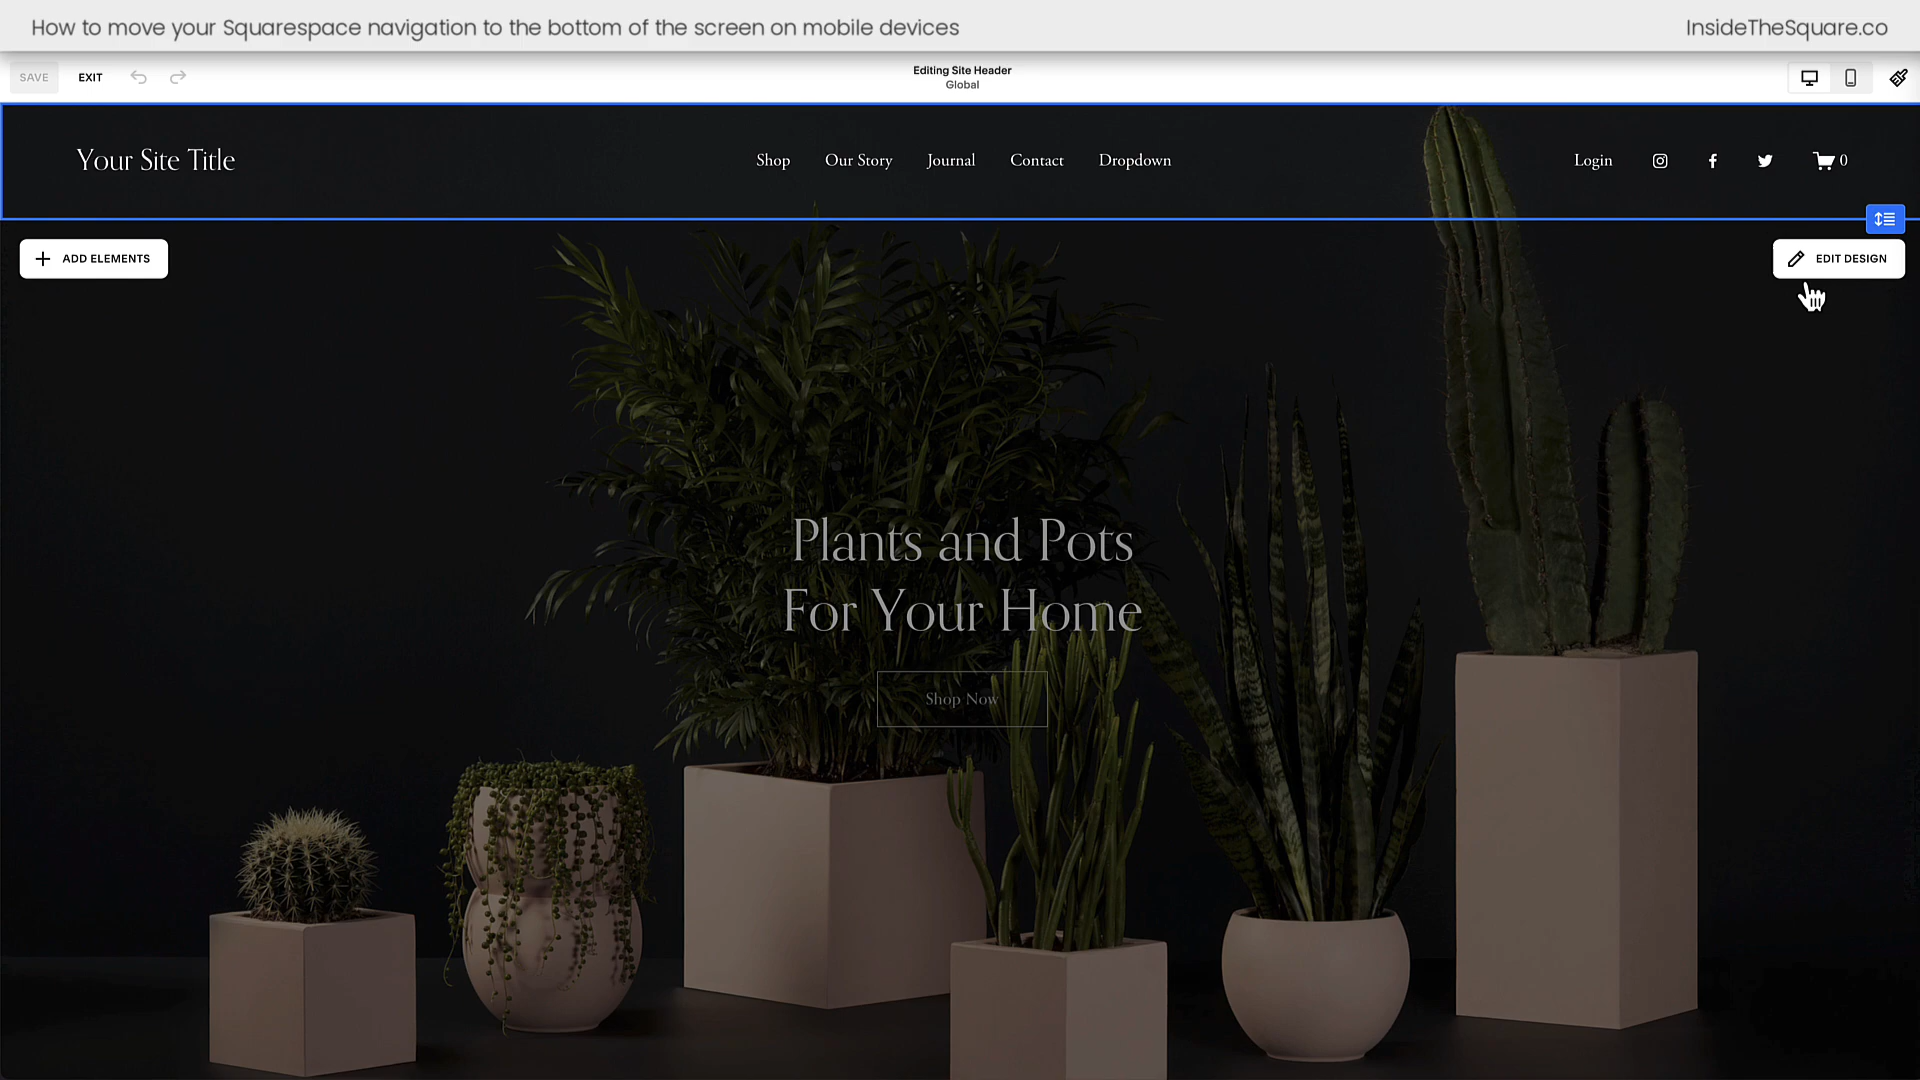 How to move your Squarespace navigation to the bottom of the screen on mobile devices
InsideTheSquare.co
SAVE
EXIT
Editing Site Header
Global
Your Site Title
Shop
Our Story
Journal
Contact
Dropdown
Login
0
ADD ELEMENTS
EDIT DESIGN
Plants and Pots
For Your Home
Shop Now